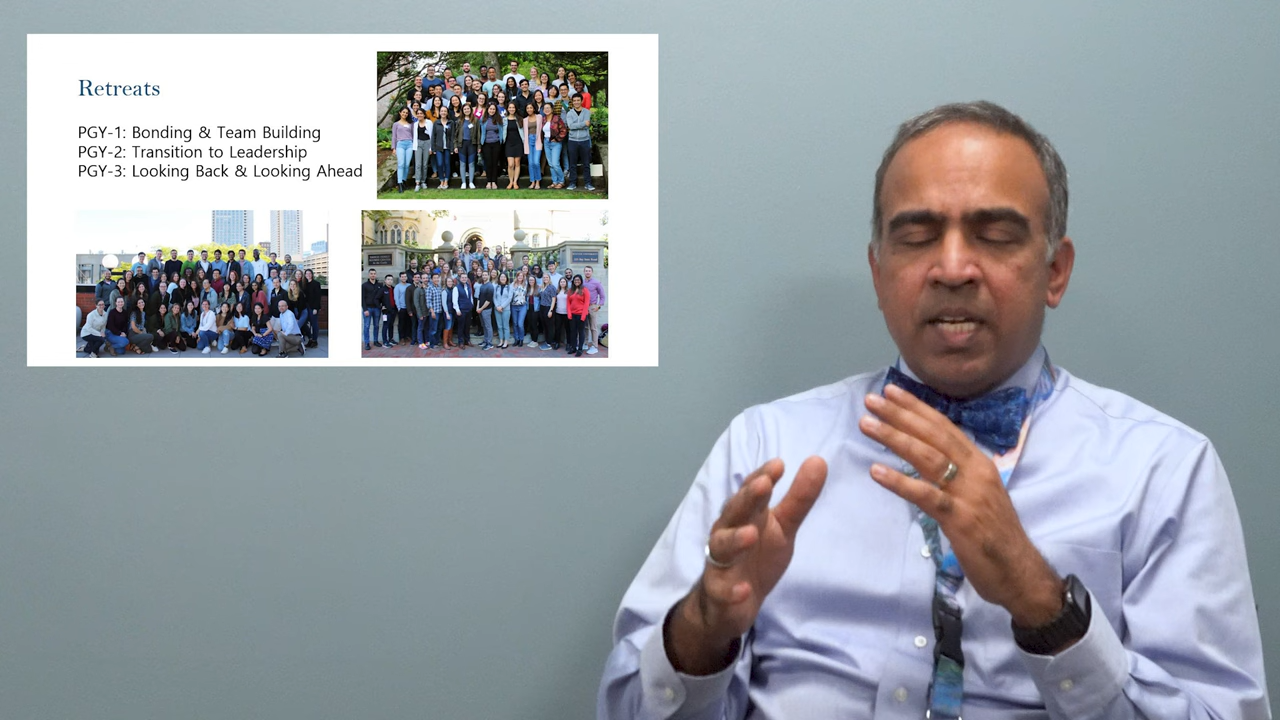 Retreats
PGY-1: Bonding & Team Building
PGY-2: Transition to Leadership
PGY-3: Looking Back & Looking Ahead